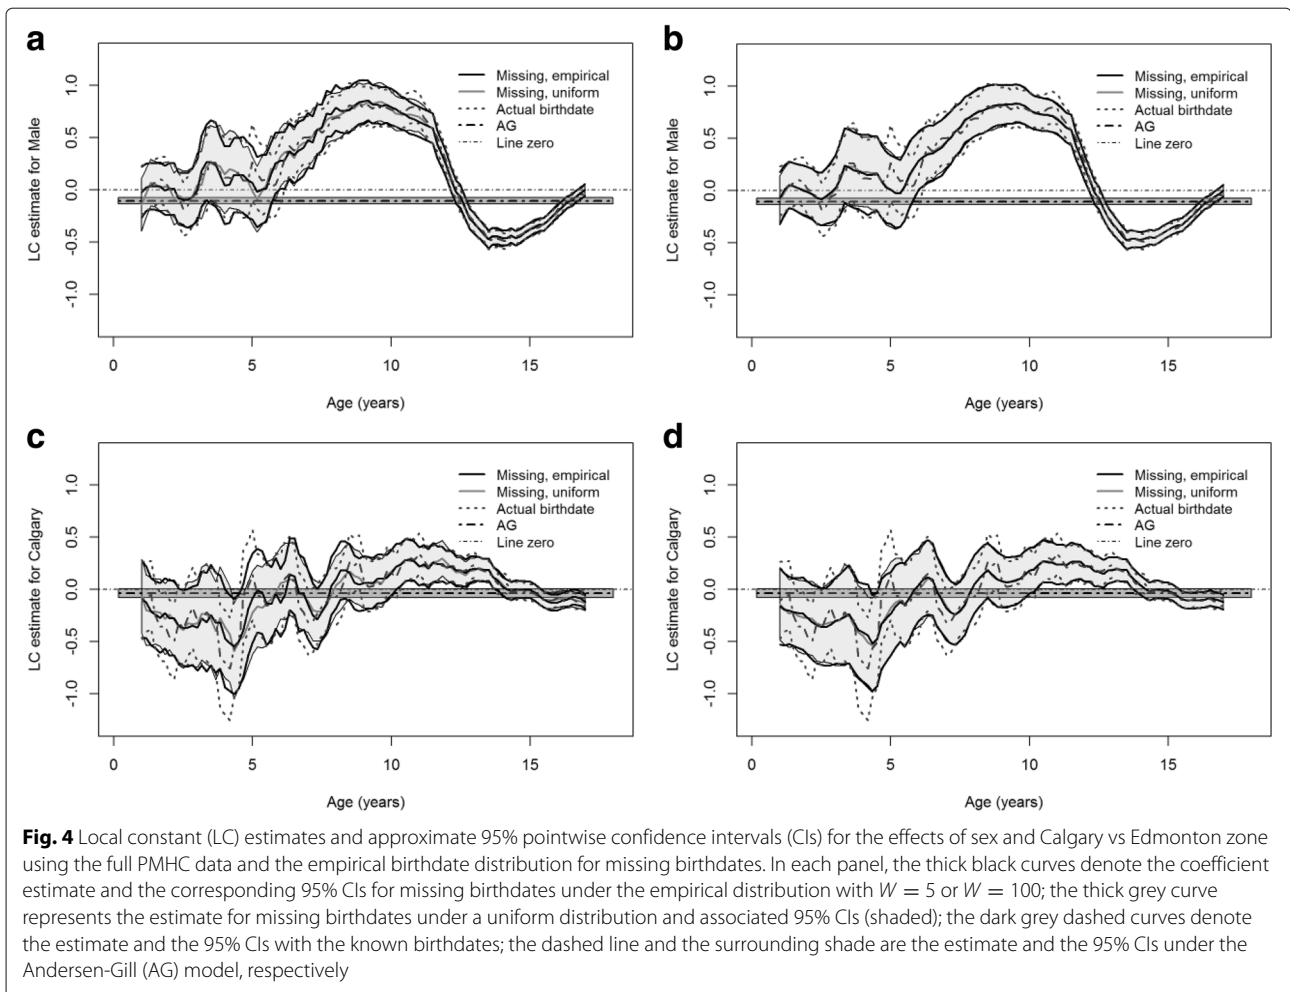 a
LC estimate for Male
1.0
0.5
0.0
-0.5
-1.0
Missing, empirical
Missing, uniform
Actual birthdate
AG
Line zero
0 5 10 15
Age (years)
b
LC estimate for Male
1.0
0.5
0.0
-0.5
-1.0
Missing, empirical
Missing, uniform
Actual birthdate
AG
Line zero
0 5 10 15
Age (years)
c
LC estimate for Calgary
1.0
0.5
0.0
-0.5
-1.0
Missing, empirical
Missing, uniform
Actual birthdate
AG
Line zero
0 5 10 15
Age (years)
d
LC estimate for Calgary
1.0
0.5
0.0
-0.5
-1.0
Missing, empirical
Missing, uniform
Actual birthdate
AG
Line zero
0 5 10 15
Age (years)
Fig. 4 Local constant (LC) estimates and approximate 95% pointwise confidence intervals (CIs) for the effects of sex and Calgary vs Edmonton zone
using the full PMHC data and the empirical birthdate distribution for missing birthdates. In each panel, the thick black curves denote the coefficient
estimate and the corresponding 95% CIs for missing birthdates under the empirical distribution with W = 5 or W = 100; the thick grey curve
represents the estimate for missing birthdates under a uniform distribution and associated 95% CIs (shaded); the dark grey dashed curves denote
the estimate and the 95% CIs with the known birthdates; the dashed line and the surrounding shade are the estimate and the 95% CIs under the
Andersen-Gill (AG) model, respectively